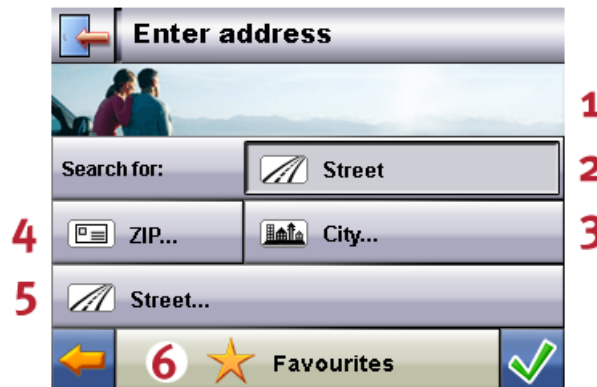 Enter address
1
Search for: Street 2
4 ZIP... City... 3
5 Street...
6 Favourites